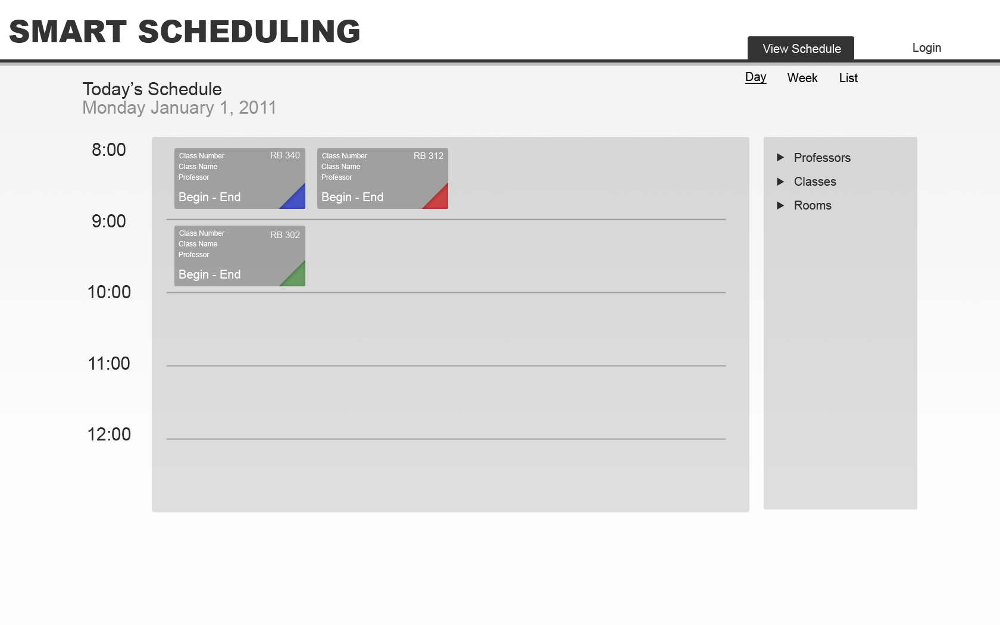 SMART SCHEDULING
View Schedule
Login
Day
Week
List
Today’s Schedule
Monday January 1, 2011
8:00
Class Number
RB 340
Class Name
Professor
Begin - End
Class Number
RB 312
Class Name
Professor
Begin - End
9:00
Class Number
RB 302
Class Name
Professor
Begin - End
10:00
11:00
12:00
Professors
Classes
Rooms